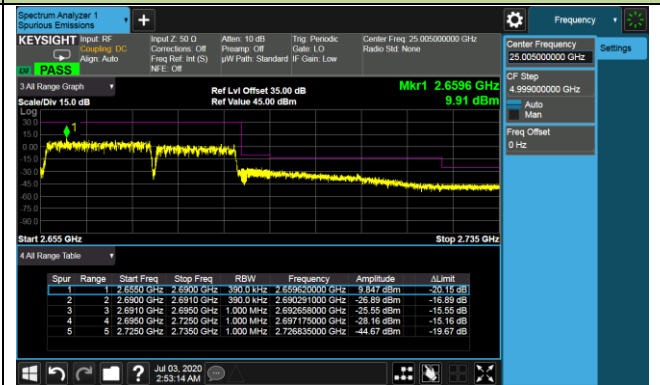 Spectrum Analyzer 1
Spurious Emissions
Frequency
KEYSIGHT Input: RF Input Z: 50 Ω Atten: 10 dB Trig: Periodic Center Freq: 25.005000000 GHz
Coupling: DC Corrections: Off Preamp: Off Gate: LO Radio Std: None
Align: Auto Freq Ref: Int (S) µW Path: Standard IF Gain: Low
NFE: Off
PASS
Center Frequency
25.005000000 GHz
Settings
CF Step
4.999000000 GHz
Auto
Man
Freq Offset
0 Hz
3 All Range Graph
Ref Lvl Offset 35.00 dB
Mkr1 2.6596 GHz
Scale/Div 15.0 dB
Ref Value 45.00 dBm
9.91 dBm
Log
30.0
15.0
0.00
-15.0
-30.0
-45.0
-60.0
-75.0
-90.0
1
Start 2.655 GHz
Stop 2.735 GHz
4 All Range Table
Spur Range Start Freq Stop Freq RBW Frequency Amplitude ΔLimit
1 1 2.6550 GHz 2.6900 GHz 390.0 kHz 2.659620000 GHz 9.847 dBm -20.15 dB
2 2 2.6900 GHz 2.6910 GHz 390.0 kHz 2.690291000 GHz -26.89 dBm -16.89 dB
3 3 2.6910 GHz 2.6950 GHz 1.000 MHz 2.692658000 GHz -25.55 dBm -15.55 dB
4 4 2.6950 GHz 2.7250 GHz 1.000 MHz 2.697175000 GHz -28.16 dBm -15.16 dB
5 5 2.7250 GHz 2.7350 GHz 1.000 MHz 2.726835000 GHz -44.67 dBm -19.67 dB
Jul 03, 2020
2:53:14 AM